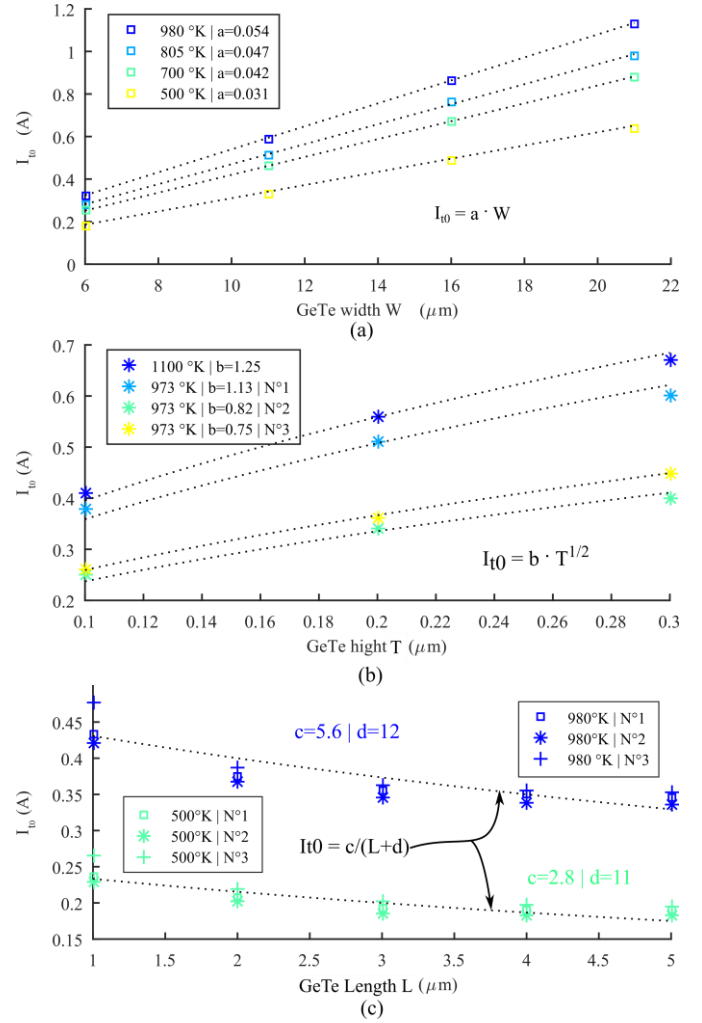 1.2
1
0.8
0.6
0.4
0.2
0
I_t0 (A)
980 °K | a=0.054
805 °K | a=0.047
700 °K | a=0.042
500 °K | a=0.031
I_t0 = a · W
6 8 10 12 14 16 18 20 22
GeTe width W (μm)
(a)
0.7
0.6
0.5
0.4
0.3
0.2
I_t0 (A)
1100 °K | b=1.25
973 °K | b=1.13 | N°1
973 °K | b=0.82 | N°2
973 °K | b=0.75 | N°3
I_t0 = b · T^1/2
0.1 0.12 0.14 0.16 0.18 0.2 0.22 0.24 0.26 0.28 0.3
GeTe hight T (μm)
(b)
0.45
0.4
0.35
0.3
0.25
0.2
0.15
I_t0 (A)
c=5.6 | d=12
980°K | N°1
980°K | N°2
980 °K | N°3
500°K | N°1
500°K | N°2
500°K | N°3
It0 = c/(L+d)
c=2.8 | d=11
1 1.5 2 2.5 3 3.5 4 4.5 5
GeTe Length L (μm)
(c)